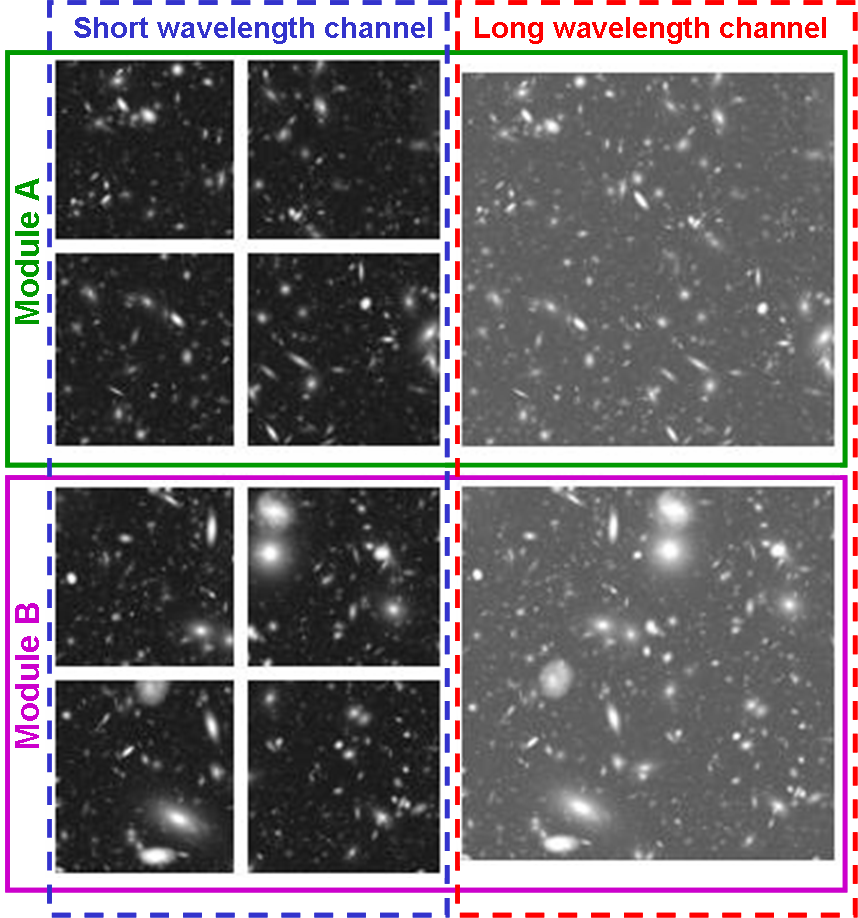 Short wavelength channel
Long wavelength channel
Module A
Module B